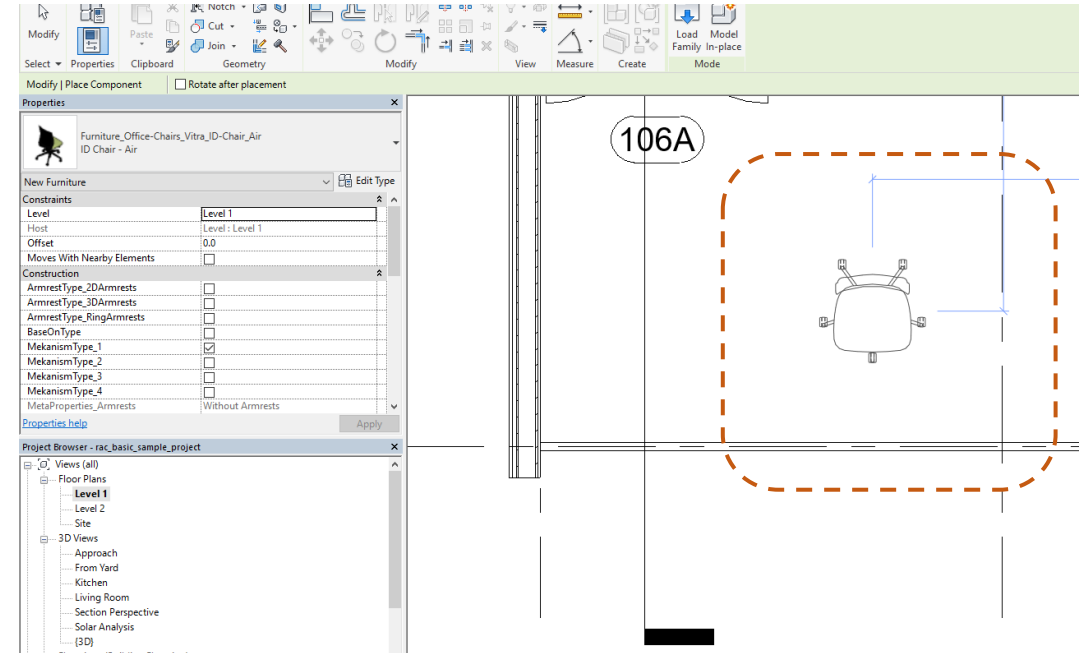 Notch
Modify
Paste
Cut
Join
Load Family
Model In-place
Select
Properties
Clipboard
Geometry
Modify
View
Measure
Create
Mode
Modify | Place Component
Rotate after placement
Properties
Furniture_Office-Chairs_Vitra_ID-Chair_Air
ID Chair - Air
New Furniture
Edit Type
Constraints
Level Level 1
Host Level : Level 1
Offset 0.0
Moves With Nearby Elements
Construction
ArmrestType_2DArmrests
ArmrestType_3DArmrests
ArmrestType_RingArmrests
BaseOnType
MekanismType_1
MekanismType_2
MekanismType_3
MekanismType_4
MetaProperties_Armrests Without Armrests
Properties help
Apply
Project Browser - rac_basic_sample_project
Views (all)
Floor Plans
Level 1
Level 2
Site
3D Views
Approach
From Yard
Kitchen
Living Room
Section Perspective
Solar Analysis
{3D}
106A